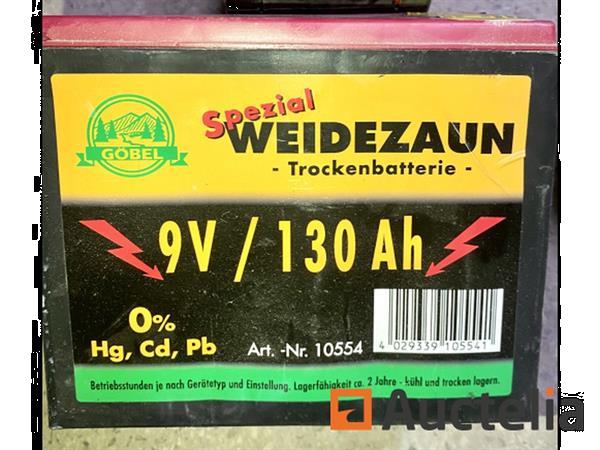 GÖBEL
Spezial
WEIDEZAUN
- Trockenbatterie -
9V / 130 Ah
0%
Hg, Cd, Pb
Art. -Nr. 10554
4 029339 105541
Betriebsstunden je nach Gerätetyp und Einstellung. Lagerfähigkeit ca. 2 Jahre - kühl und trocken lagern.
Auctelia